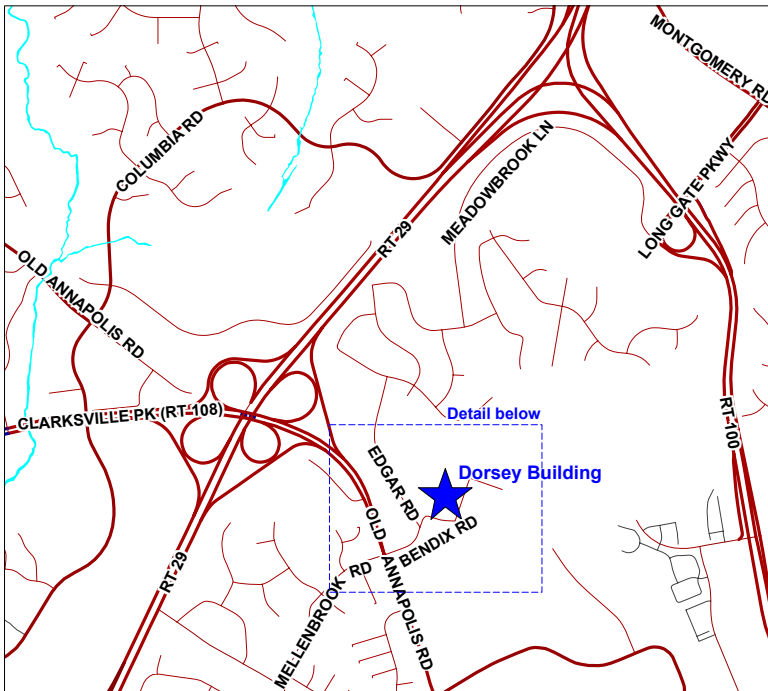 MONTGOMERY RD
COLUMBIA RD
MEADOWBROOK LN
LONG GATE PKWY
RT 29
OLD ANNAPOLIS RD
CLARKSVILLE PK (RT 108)
Detail below
RT 100
EDGAR RD
Dorsey Building
OLD ANNAPOLIS RD
BENDIX RD
RT 29
MELLENBROOK RD